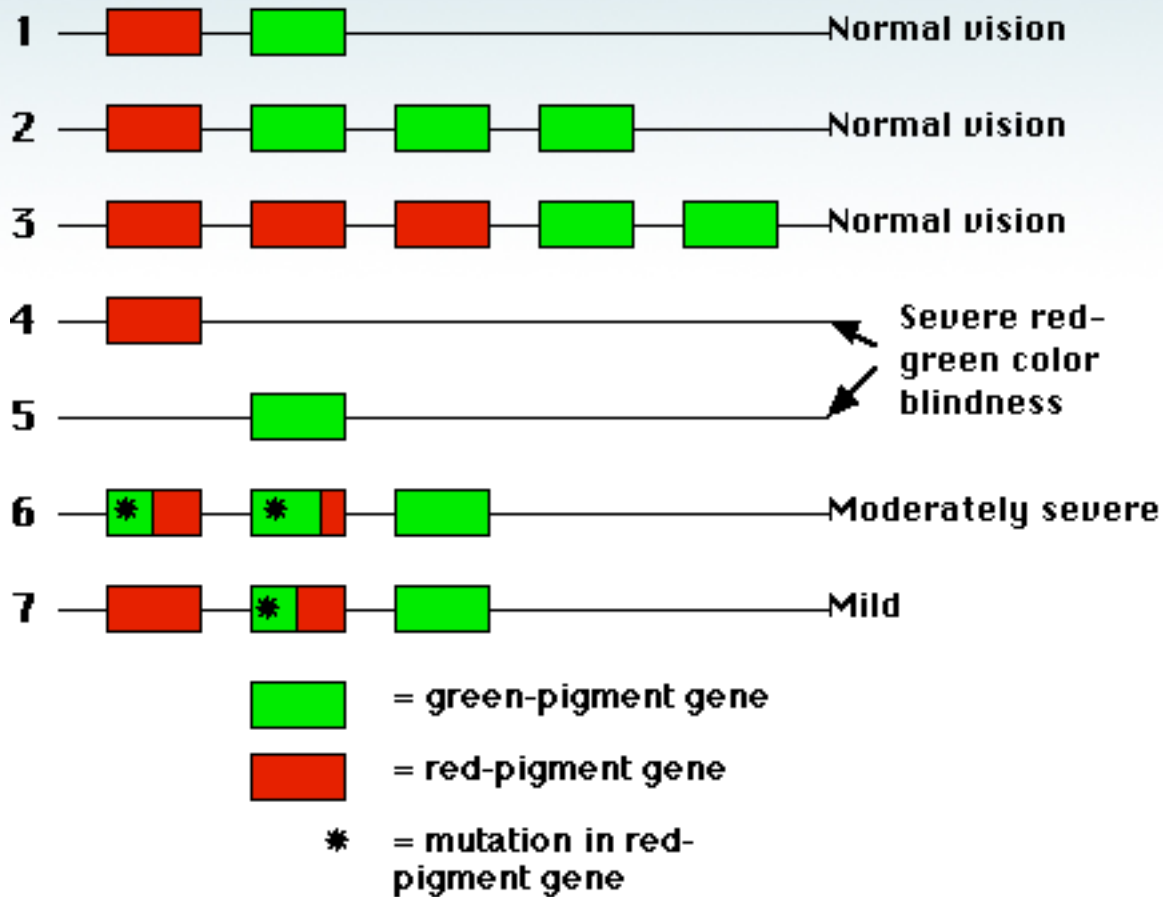 1 Normal vision
2 Normal vision
3 Normal vision
4 Severe red-
green color
5 blindness
6 Moderately severe
7 Mild
= green-pigment gene
= red-pigment gene
* = mutation in red-
pigment gene